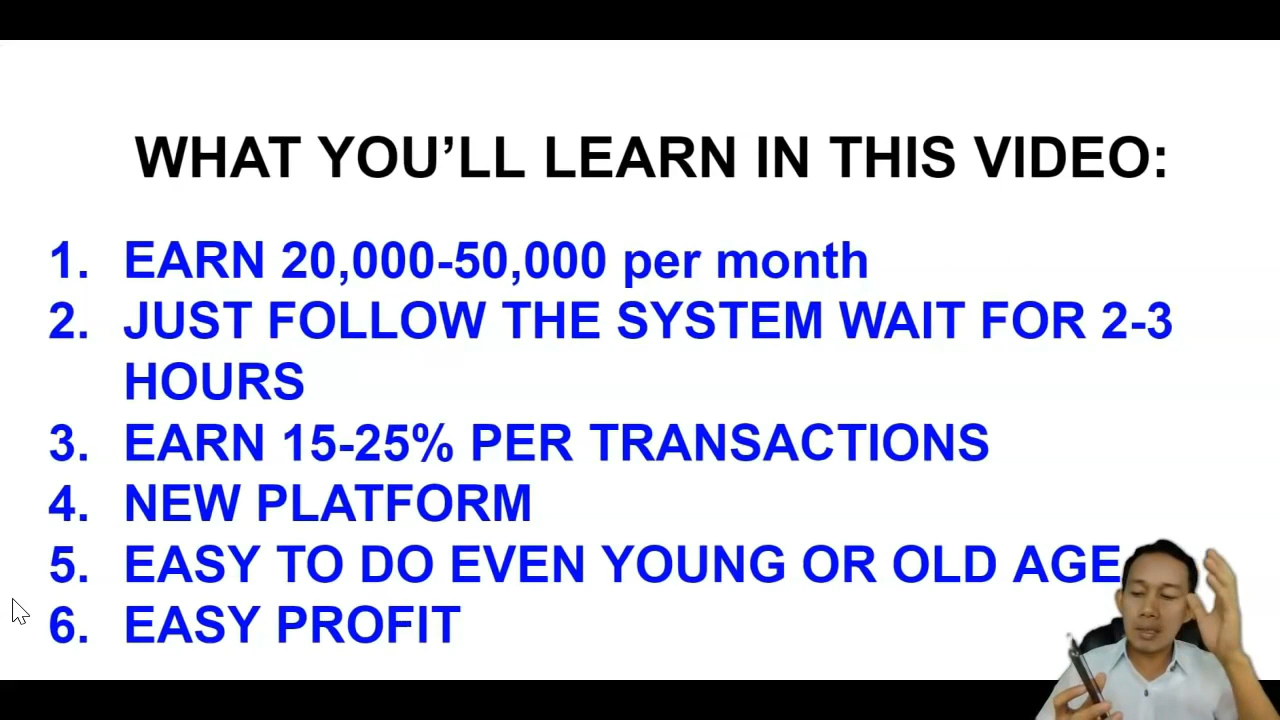 WHAT YOU’LL LEARN IN THIS VIDEO:
1. EARN 20,000-50,000 per month
2. JUST FOLLOW THE SYSTEM WAIT FOR 2-3
HOURS
3. EARN 15-25% PER TRANSACTIONS
4. NEW PLATFORM
5. EASY TO DO EVEN YOUNG OR OLD AGE
6. EASY PROFIT